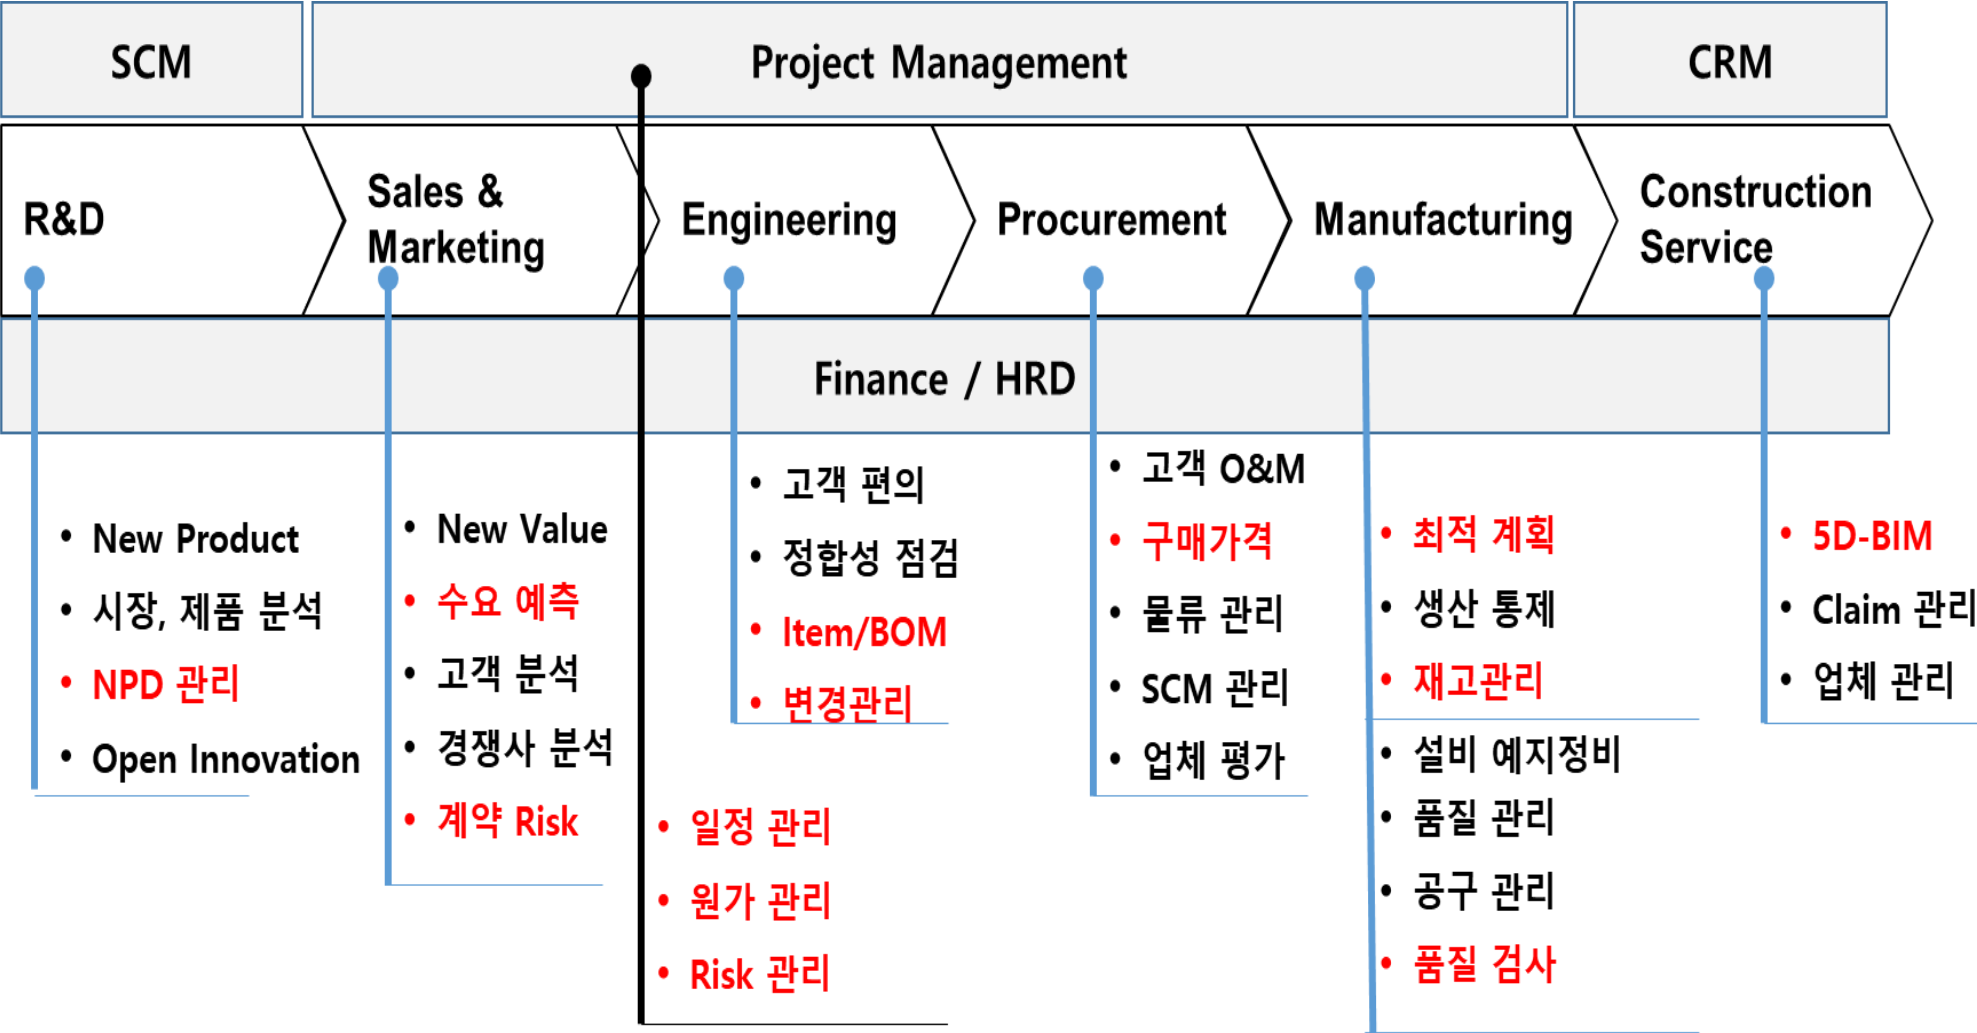 SCM
Project Management
CRM
R&D
Sales &
Marketing
Engineering
Procurement
Manufacturing
Construction
Service
Finance / HRD
• New Product
• 시장, 제품 분석
• NPD 관리
• Open Innovation
• New Value
• 수요 예측
• 고객 분석
• 경쟁사 분석
• 계약 Risk
• 일정 관리
• 원가 관리
• Risk 관리
• 고객 편의
• 정합성 점검
• Item/BOM
• 변경관리
• 고객 O&M
• 구매가격
• 물류 관리
• SCM 관리
• 업체 평가
• 최적 계획
• 생산 통제
• 재고관리
• 설비 예지정비
• 품질 관리
• 공구 관리
• 품질 검사
• 5D-BIM
• Claim 관리
• 업체 관리